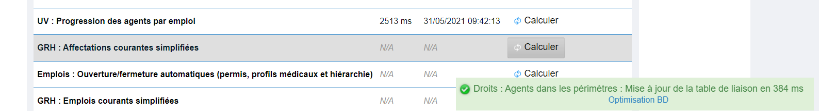 UV : Progression des agents par emploi 2513 ms 31/05/2021 09:42:13 Calculer
GRH : Affectations courantes simplifiées N/A N/A Calculer
Emplois : Ouverture/fermeture automatiques (permis, profils médicaux et hiérarchie) N/A N/A Calculer
Droits : Agents dans les périmètres : Mise à jour de la table de liaison en 384 ms
Optimisation BD
GRH : Emplois courants simplifiées N/A N/A